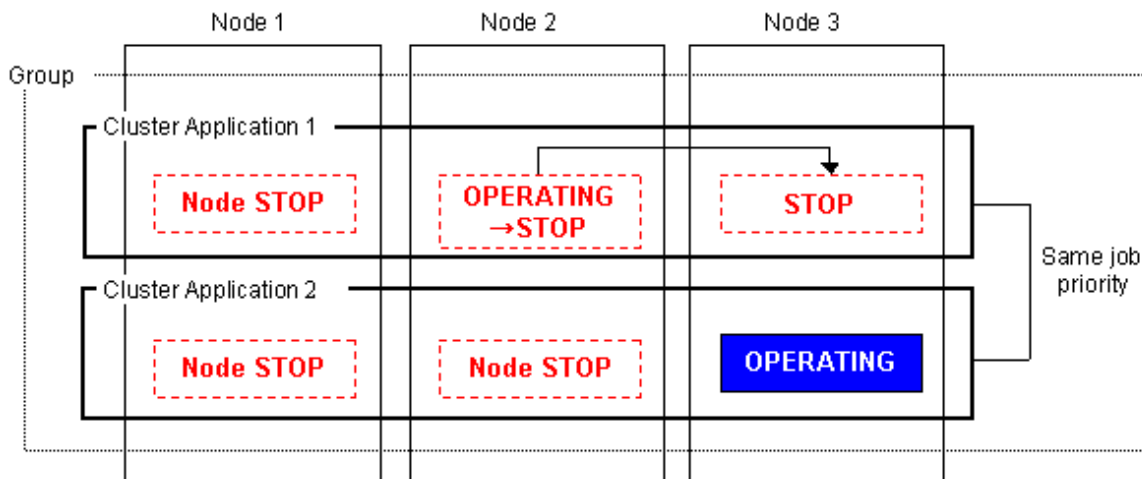 Node 1
Node 2
Node 3
Group
Cluster Application 1
Node STOP
OPERATING
→STOP
STOP
Same job
priority
Cluster Application 2
Node STOP
Node STOP
OPERATING